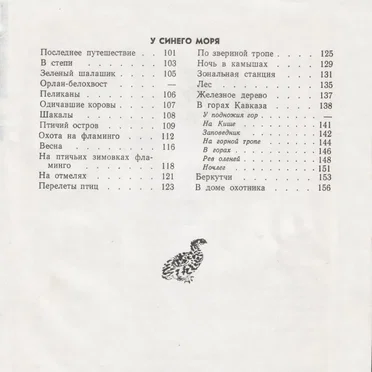 У СИНЕГО МОРЯ
Последнее путешествие . . . 101
В степи . . . . . . . . 103
Зеленый шалашик . . . . . 105
Орлан-белохвост . . . . . —
Пеликаны . . . . . . . 106
Одичавшие коровы . . . . 107
Шакалы . . . . . . . . 108
Птичий остров . . . . . . 109
Охота на фламинго . . . . 112
Весна . . . . . . . . . 116
На птичьих зимовках фла-
минго . . . . . . . . 118
На отмелях . . . . . . . 121
Перелеты птиц . . . . . . 123
По звериной тропе . . . . . 125
Ночь в камышах . . . . . 129
Зональная станция . . . . . 131
Лес . . . . . . . . . . 135
Железное дерево . . . . . 137
В горах Кавказа . . . . . 138
У подножия гор . . . . . —
На Кише . . . . . . . 141
Заповедник . . . . . . 142
На горной тропе . . . . . 144
В горах . . . . . . . 146
Рев оленей . . . . . . 148
Ночлег . . . . . . . . 151
Беркутчи . . . . . . . 153
В доме охотника . . . . . 156